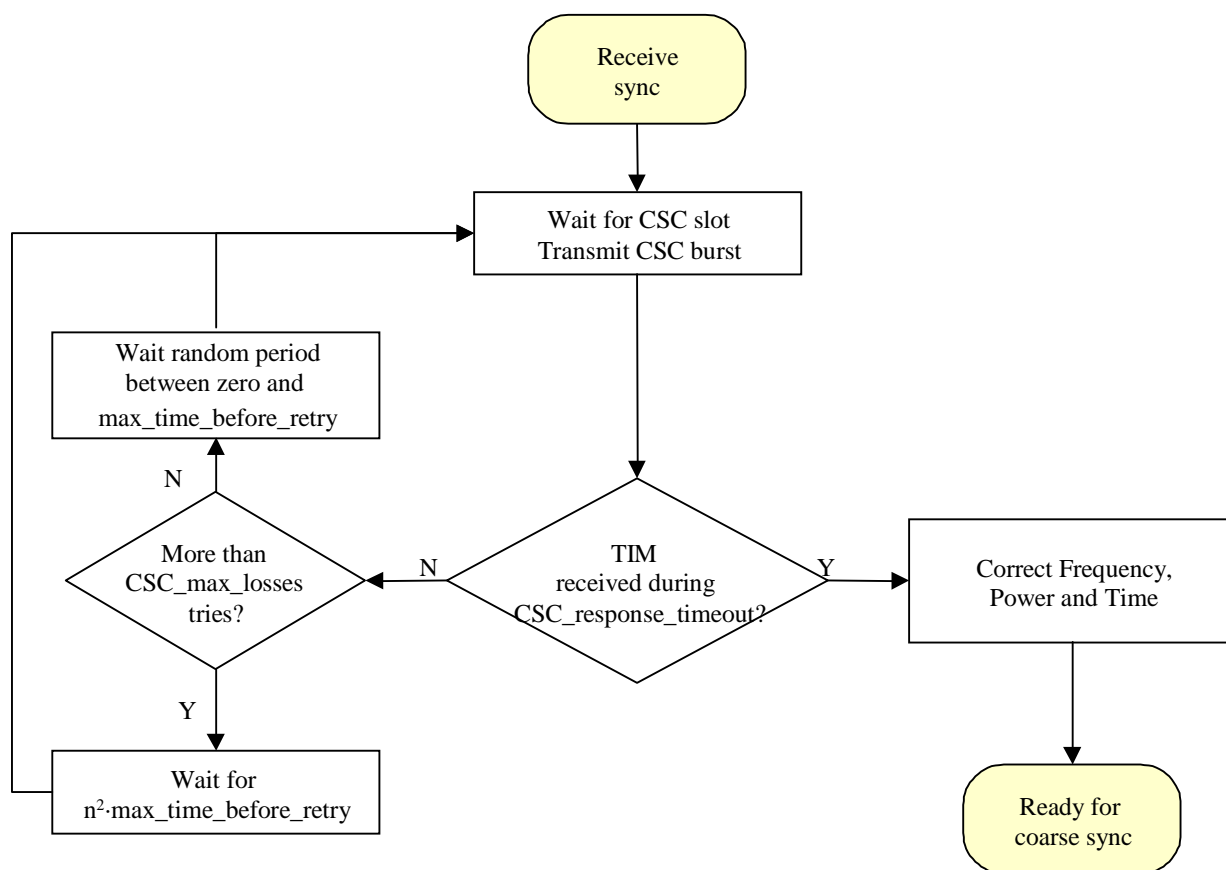 Receive
sync
Wait for CSC slot
Transmit CSC burst
Wait random period
between zero and
max_time_before_retry
N
More than
CSC_max_losses
tries?
N
TIM
received during
CSC_response_timeout?
Y
Correct Frequency,
Power and Time
Y
Wait for
n²·max_time_before_retry
Ready for
coarse sync